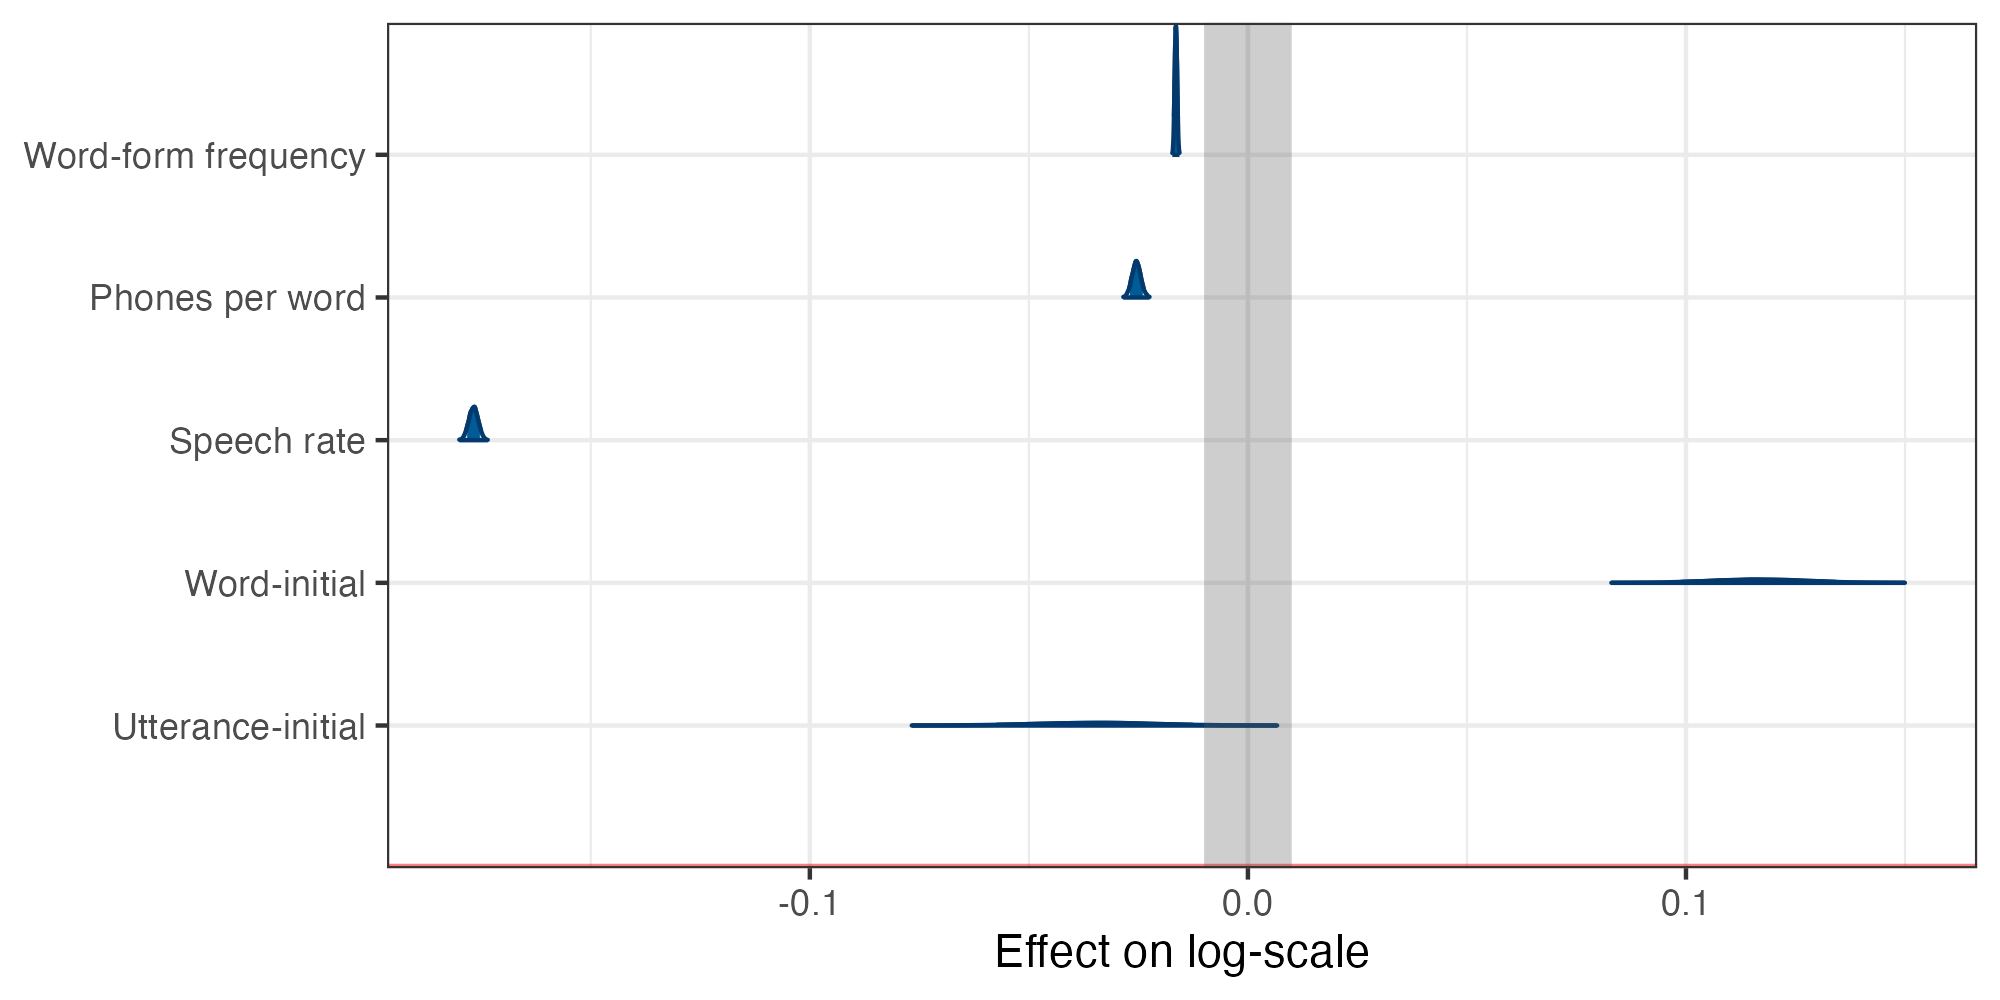 Word-form frequency
Phones per word
Speech rate
Word-initial
Utterance-initial
-0.1 0.0 0.1
Effect on log-scale